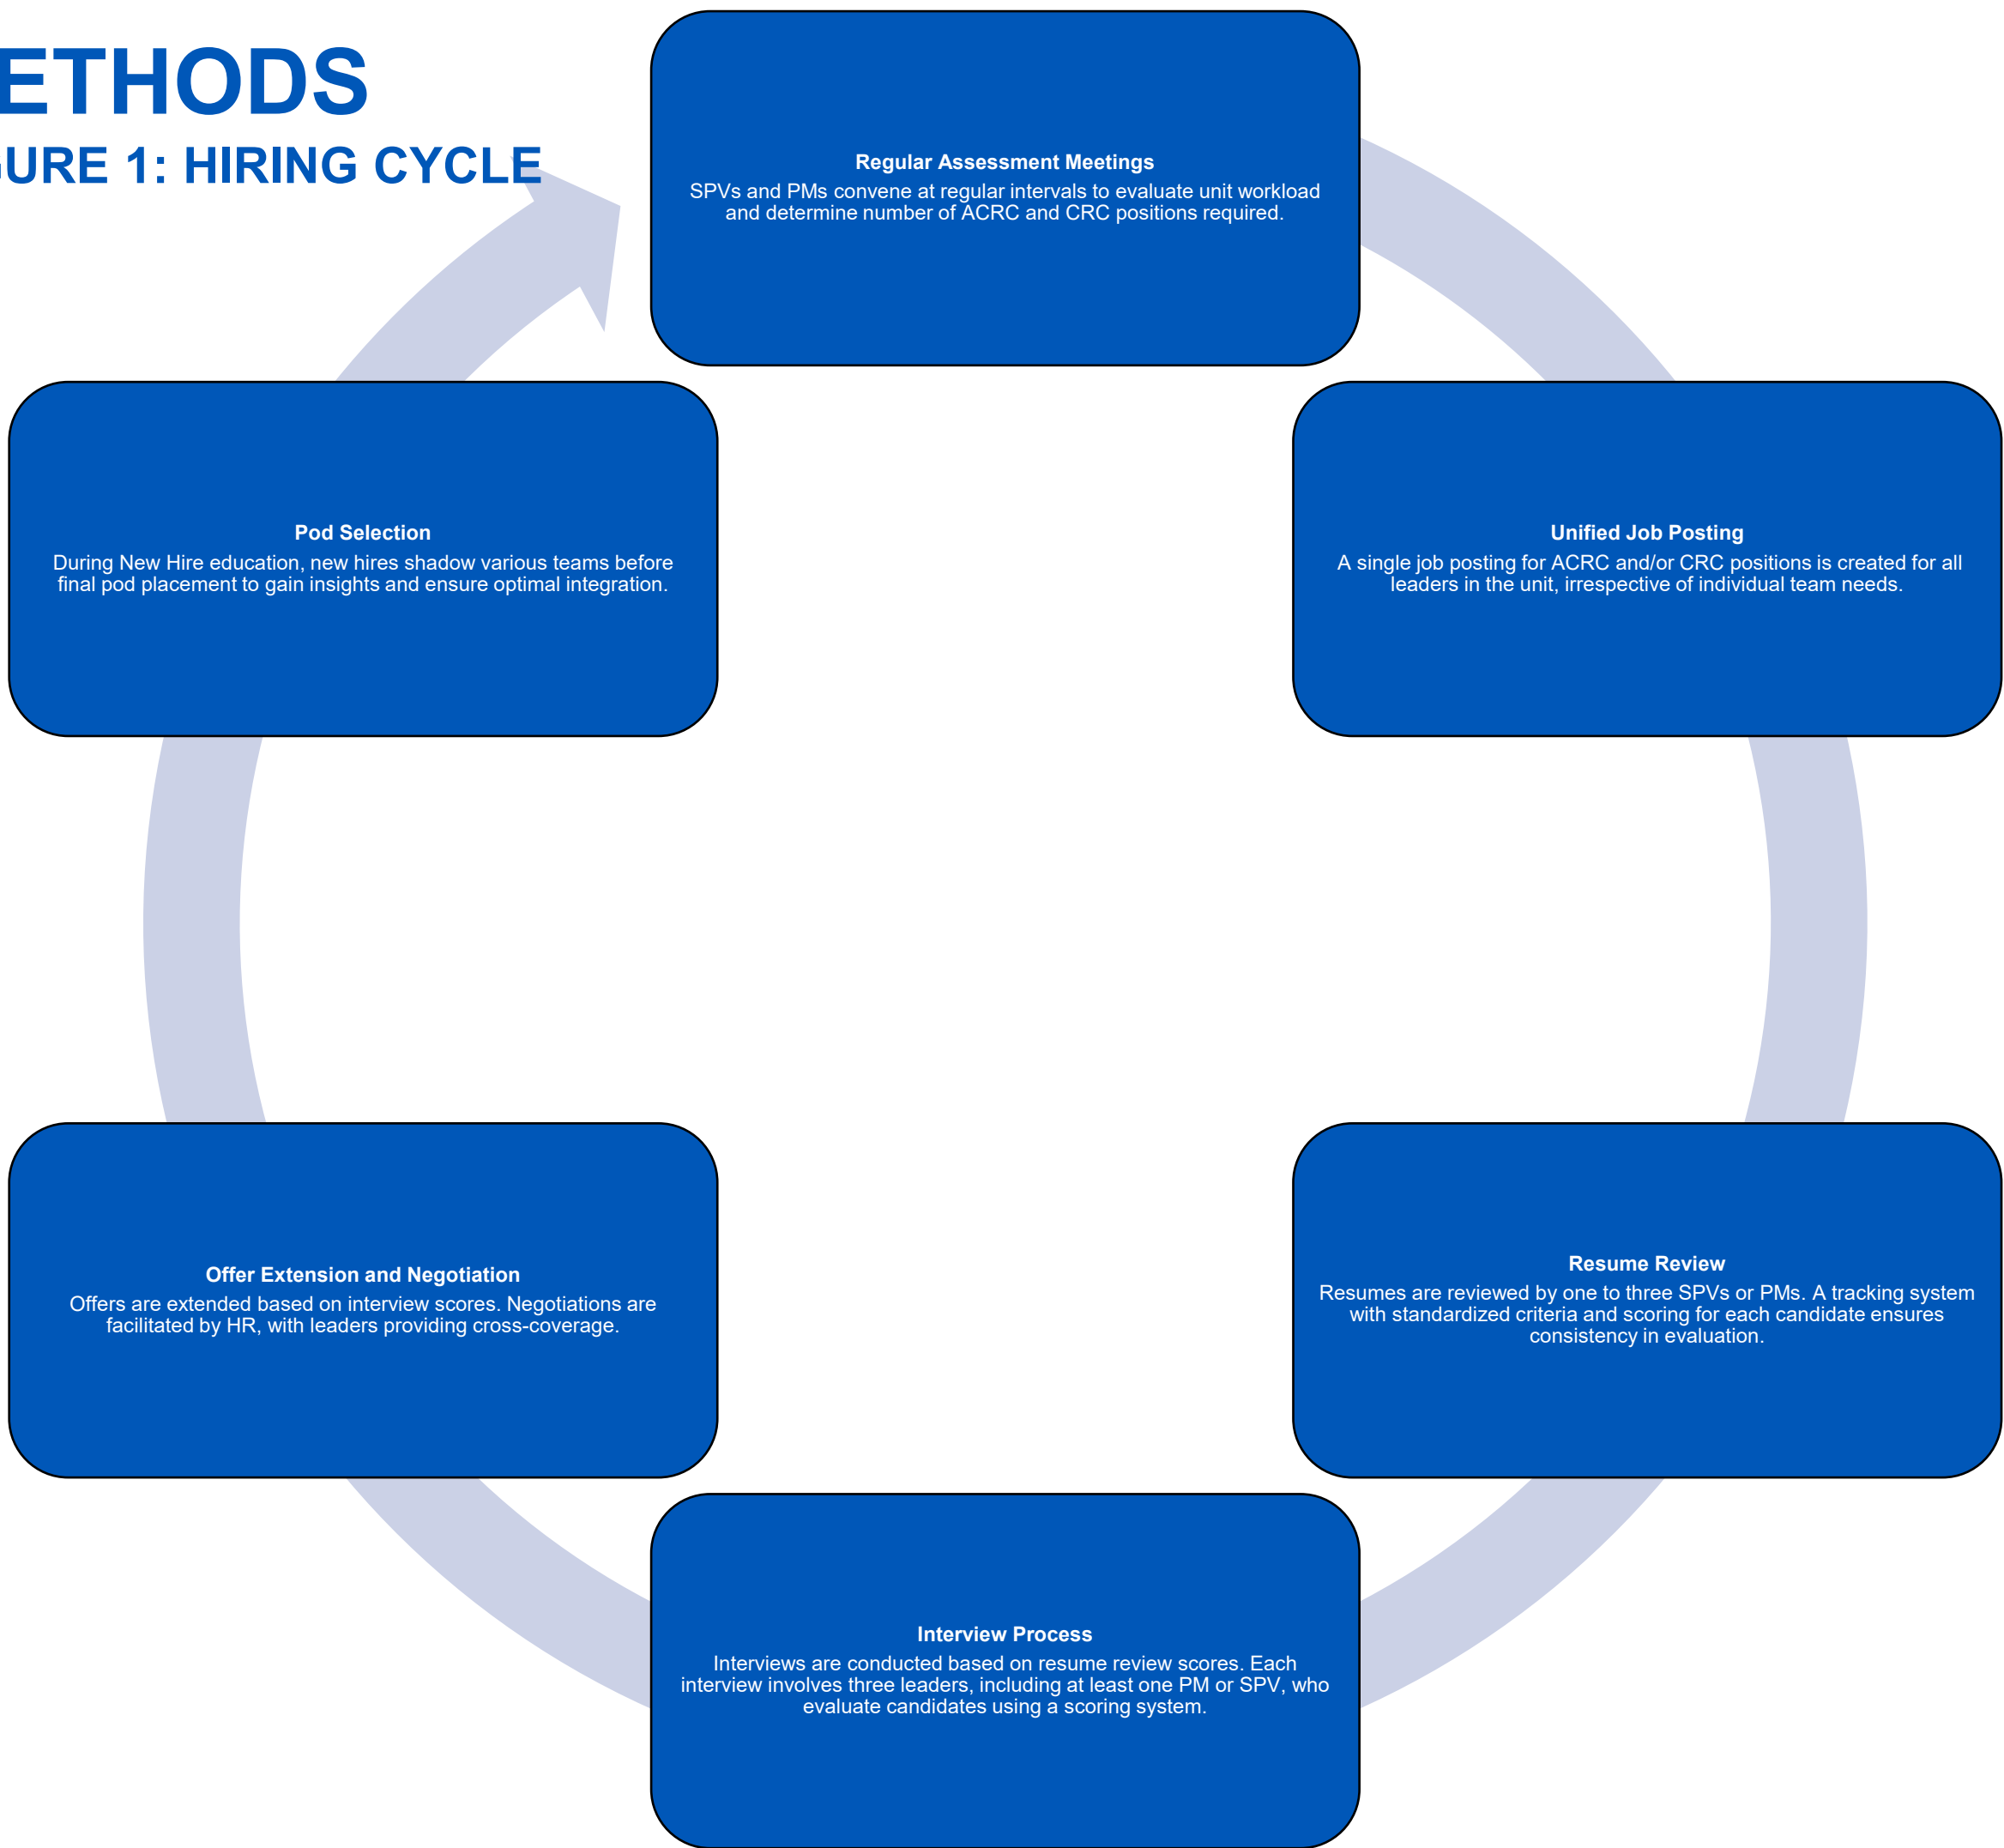 ETHODS
GURE 1: HIRING CYCLE
Regular Assessment Meetings
SPVs and PMs convene at regular intervals to evaluate unit workload
and determine number of ACRC and CRC positions required.
Unified Job Posting
A single job posting for ACRC and/or CRC positions is created for all
leaders in the unit, irrespective of individual team needs.
Resume Review
Resumes are reviewed by one to three SPVs or PMs. A tracking system
with standardized criteria and scoring for each candidate ensures
consistency in evaluation.
Interview Process
Interviews are conducted based on resume review scores. Each
interview involves three leaders, including at least one PM or SPV, who
evaluate candidates using a scoring system.
Offer Extension and Negotiation
Offers are extended based on interview scores. Negotiations are
facilitated by HR, with leaders providing cross-coverage.
Pod Selection
During New Hire education, new hires shadow various teams before
final pod placement to gain insights and ensure optimal integration.